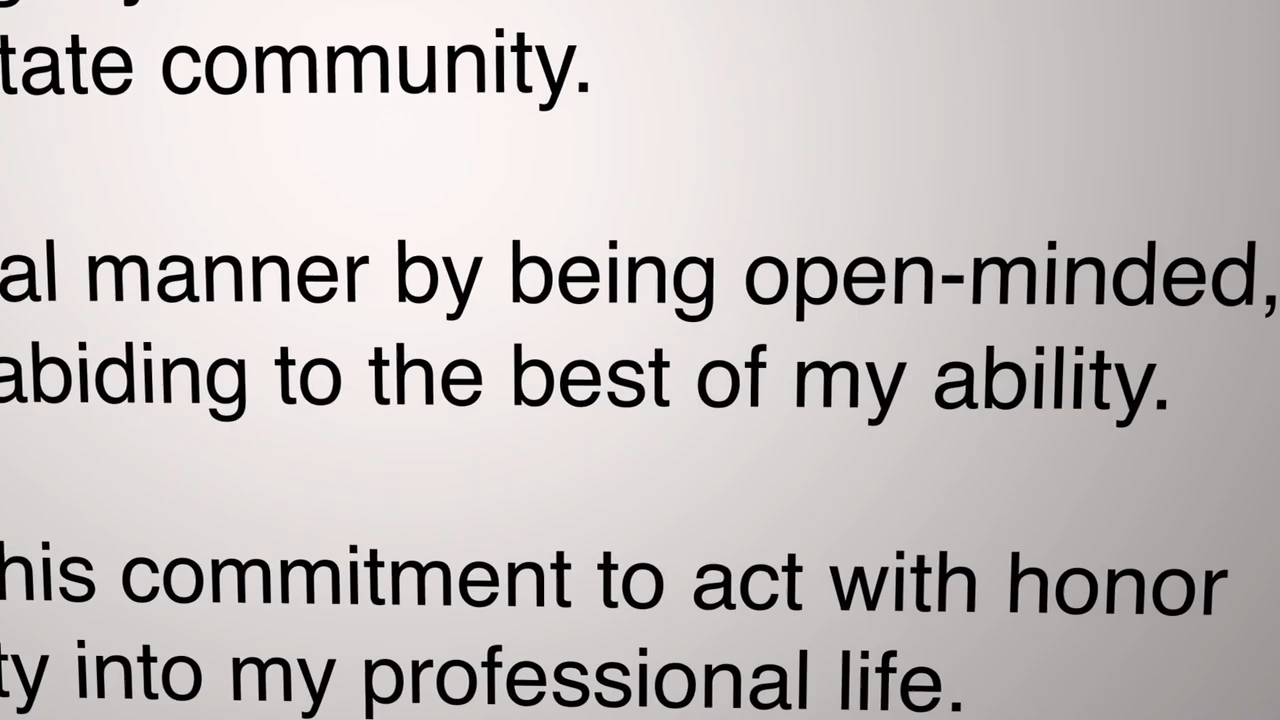 tate community.
al manner by being open-minded,
abiding to the best of my ability.
his commitment to act with honor
ty into my professional life.